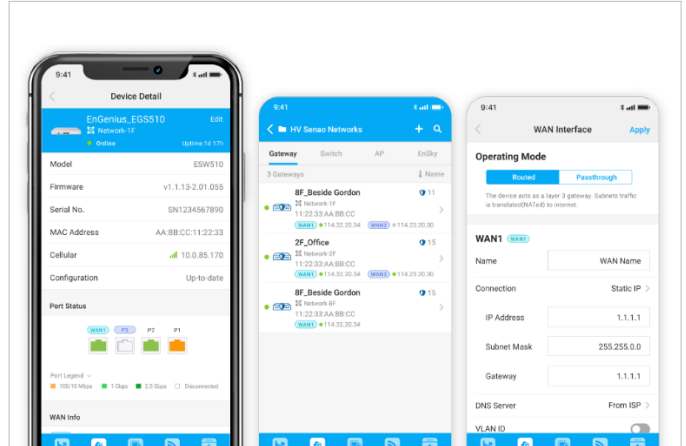 9:41
Device Detail
EnGenius_EGS510 Edit
Network-1F
Online Uptime 1d 17h
Model ESW510
Firmware v1.1.13-2.01.055
Serial No. SN1234567890
MAC Address AA:BB:CC:11:22:33
Cellular 10.0.85.170
Configuration Up-to-date
Port Status
WAN1 P3 P2 P1
Port Legend
100/10 Mbps 1 Gbps 2.5 Gbps Disconnected
WAN Info
9:41
HV Sanao Networks
Gateway Switch AP EnSky
3 Gateways Name
8F_Beside Gordon 11
Network-1F
11:22:33:AA:BB:CC
WAN1 114.32.20.34 WAN2 114.23.20.30
2F_Office 15
Network-2F
11:22:33:AA:BB:CC
WAN1 114.32.20.34 WAN2 114.23.20.30
8F_Beside Gordon 15
Network-8F
11:22:33:AA:BB:CC
WAN1 114.32.20.34
9:41
WAN Interface Apply
Operating Mode
Routed Passthrough
The device acts as a layer 3 gateway. Subnets traffic
is translated(NATed) to internet.
WAN1 WAN1
Name WAN Name
Connection Static IP
IP Address 1.1.1.1
Subnet Mask 255.255.0.0
Gateway 1.1.1.1
DNS Server From ISP
VLAN ID